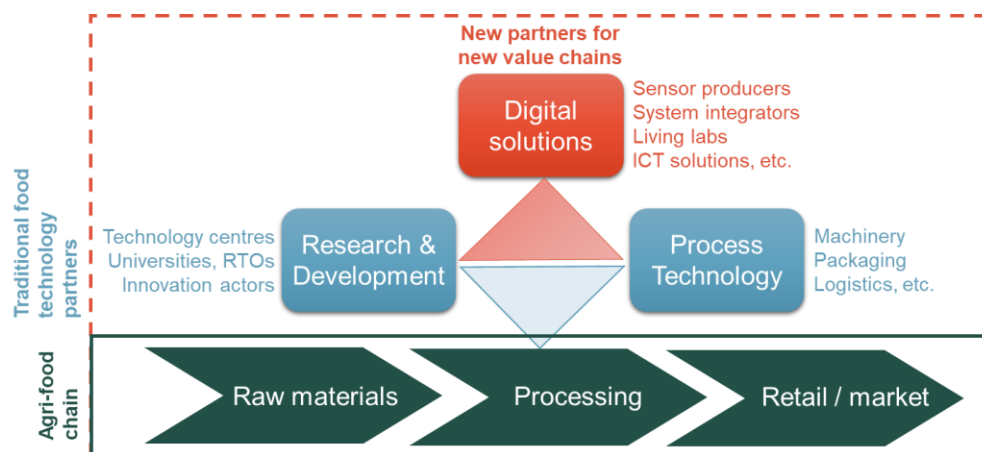 New partners for
new value chains
Digital
solutions
Sensor producers
System integrators
Living labs
ICT solutions, etc.
Traditional food
technology
partners
Technology centres
Universities, RTOs
Innovation actors
Research &
Development
Process
Technology
Machinery
Packaging
Logistics, etc.
Agri-food
chain
Raw materials
Processing
Retail / market